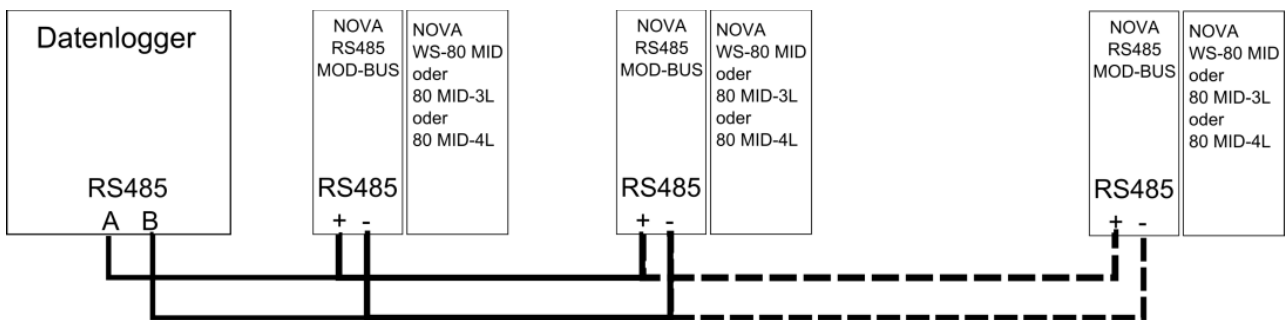 Datenlogger
RS485
A B
NOVA
RS485
MOD-BUS
RS485
+ -
NOVA
WS-80 MID
oder
80 MID-3L
oder
80 MID-4L
NOVA
RS485
MOD-BUS
RS485
+ -
NOVA
WS-80 MID
oder
80 MID-3L
oder
80 MID-4L
NOVA
RS485
MOD-BUS
RS485
+ -
NOVA
WS-80 MID
oder
80 MID-3L
oder
80 MID-4L